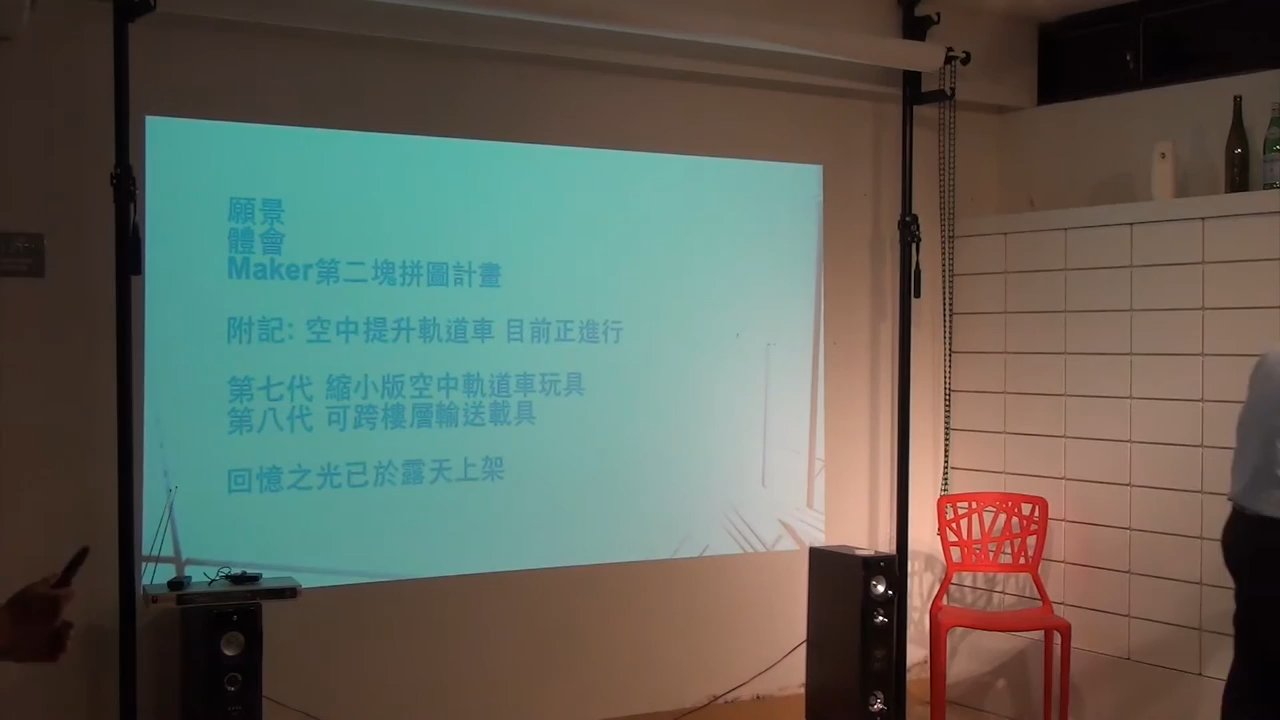 願景
體會
Maker第二塊拼圖計畫
附記: 空中提升軌道車 目前正進行
第七代 縮小版空中軌道車玩具
第八代 可跨樓層輸送載具
回憶之光已於露天上架